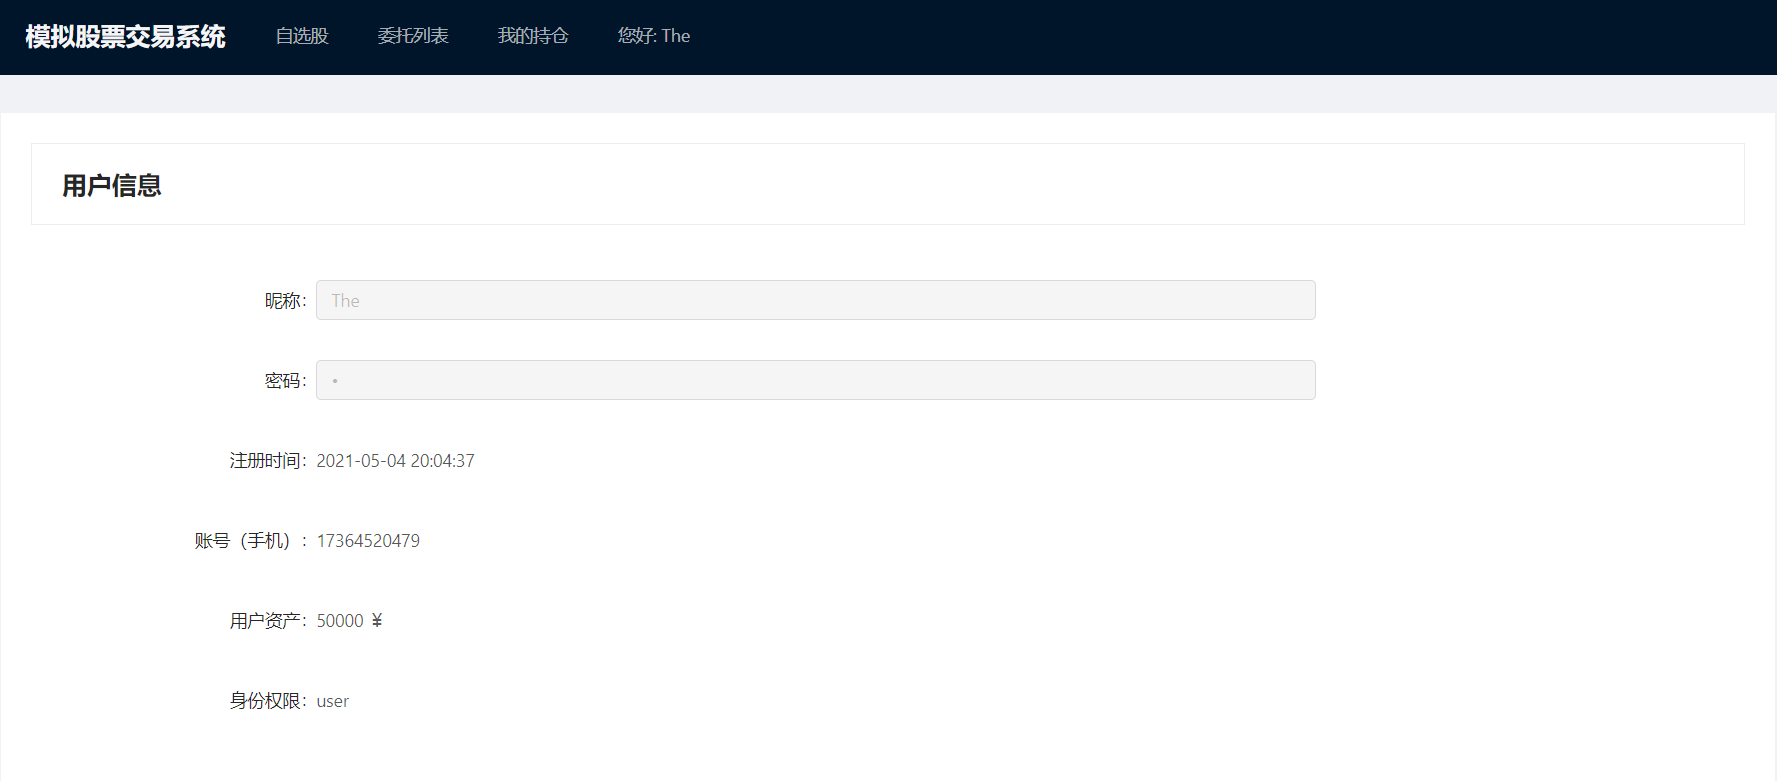 模拟股票交易系统 自选股 委托列表 我的持仓 您好: The
用户信息
昵称: The
密码: •
注册时间: 2021-05-04 20:04:37
账号（手机）: 17364520479
用户资产: 50000 ¥
身份权限: user